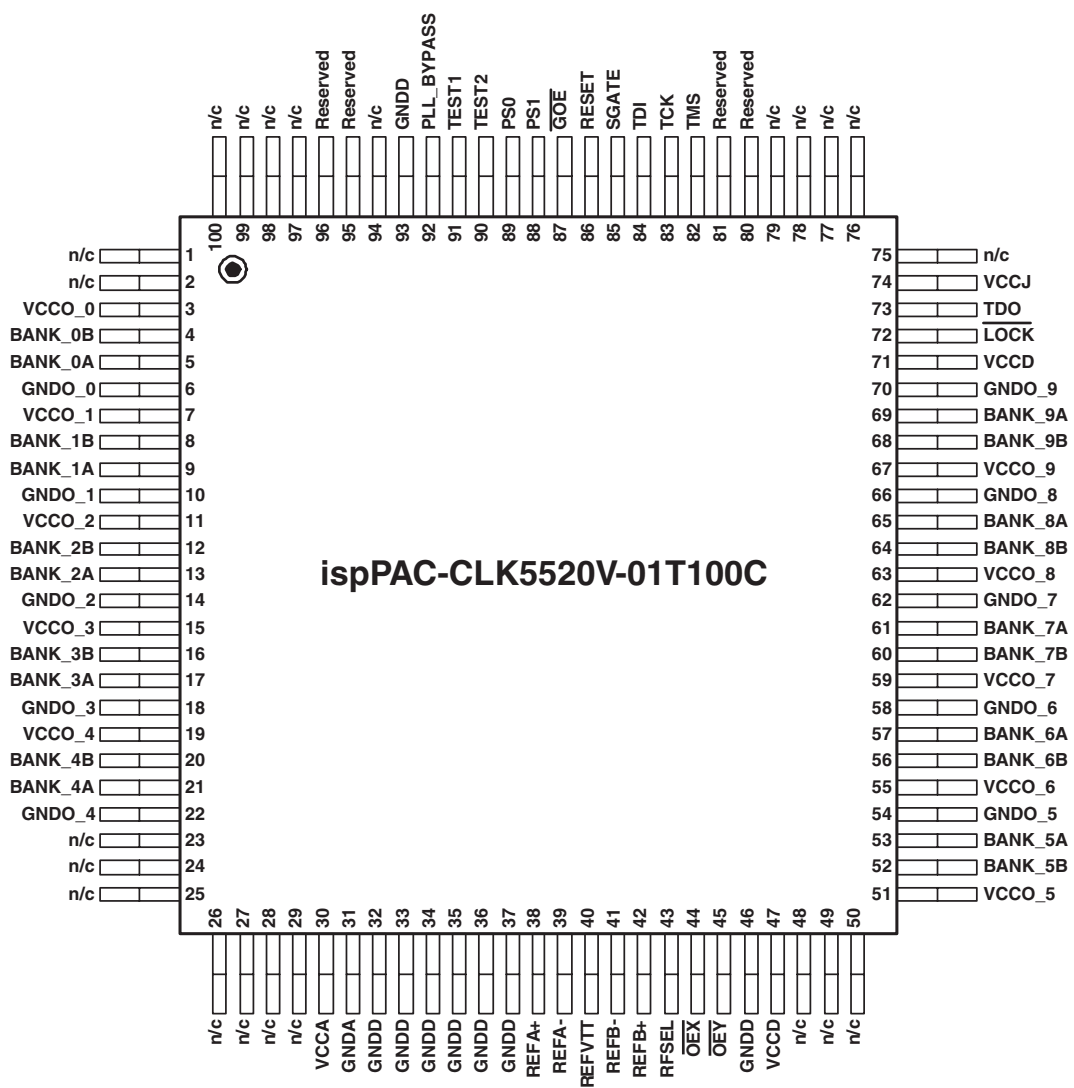 n/c n/c n/c n/c Reserved Reserved n/c GNDD PLL_BYPASS TEST1 TEST2 PS0 PS1 GOE RESET SGATE TDI TCK TMS Reserved Reserved n/c n/c n/c n/c
100 99 98 97 96 95 94 93 92 91 90 89 88 87 86 85 84 83 82 81 80 79 78 77 76
n/c 1
n/c 2
VCCO_0 3
BANK_0B 4
BANK_0A 5
GNDO_0 6
VCCO_1 7
BANK_1B 8
BANK_1A 9
GNDO_1 10
VCCO_2 11
BANK_2B 12
BANK_2A 13
GNDO_2 14
VCCO_3 15
BANK_3B 16
BANK_3A 17
GNDO_3 18
VCCO_4 19
BANK_4B 20
BANK_4A 21
GNDO_4 22
n/c 23
n/c 24
n/c 25
ispPAC-CLK5520V-01T100C
75 n/c
74 VCCJ
73 TDO
72 LOCK
71 VCCD
70 GNDO_9
69 BANK_9A
68 BANK_9B
67 VCCO_9
66 GNDO_8
65 BANK_8A
64 BANK_8B
63 VCCO_8
62 GNDO_7
61 BANK_7A
60 BANK_7B
59 VCCO_7
58 GNDO_6
57 BANK_6A
56 BANK_6B
55 VCCO_6
54 GNDO_5
53 BANK_5A
52 BANK_5B
51 VCCO_5
26 27 28 29 30 31 32 33 34 35 36 37 38 39 40 41 42 43 44 45 46 47 48 49 50
n/c n/c n/c n/c VCCA GNDA GNDD GNDD GNDD GNDD GNDD GNDD REFA+ REFA- REFVTT REFB- REFB+ RFSEL OEX OEY GNDD VCCD n/c n/c n/c